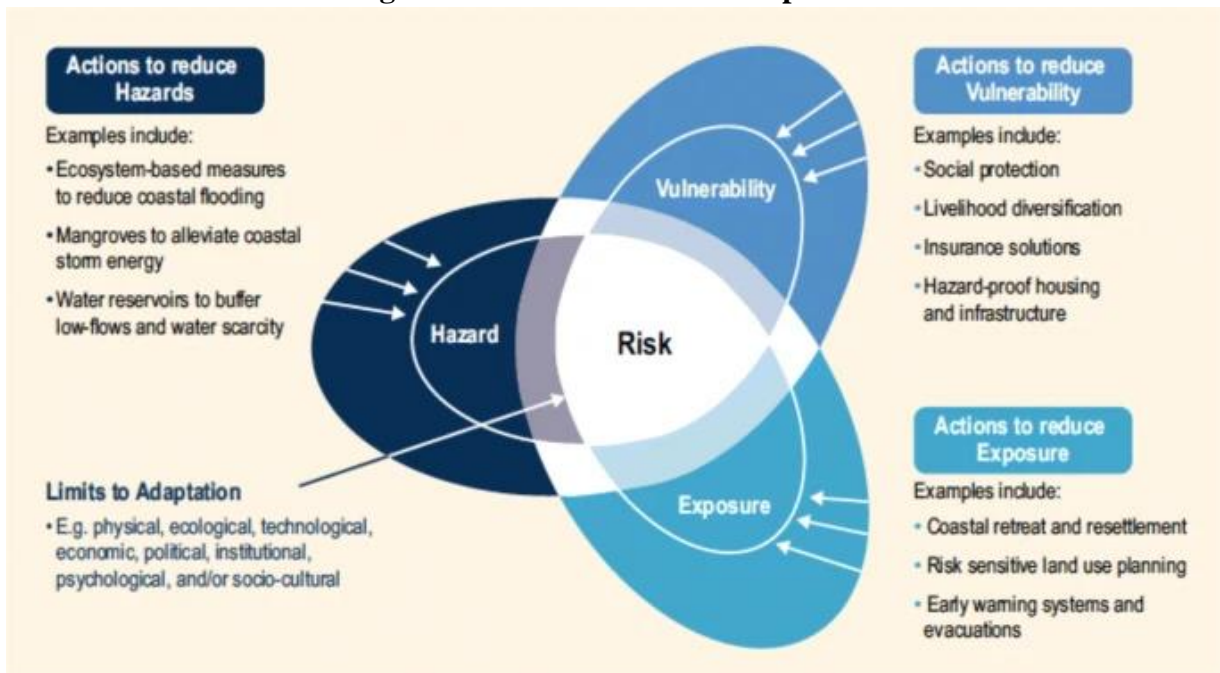 Actions to reduce
Hazards
Examples include:
• Ecosystem-based measures
to reduce coastal flooding
• Mangroves to alleviate coastal
storm energy
• Water reservoirs to buffer
low-flows and water scarcity
Limits to Adaptation
• E.g. physical, ecological, technological,
economic, political, institutional,
psychological, and/or socio-cultural
Vulnerability
Hazard
Risk
Exposure
Actions to reduce
Vulnerability
Examples include:
• Social protection
• Livelihood diversification
• Insurance solutions
• Hazard-proof housing
and infrastructure
Actions to reduce
Exposure
Examples include:
• Coastal retreat and resettlement
• Risk sensitive land use planning
• Early warning systems and
evacuations